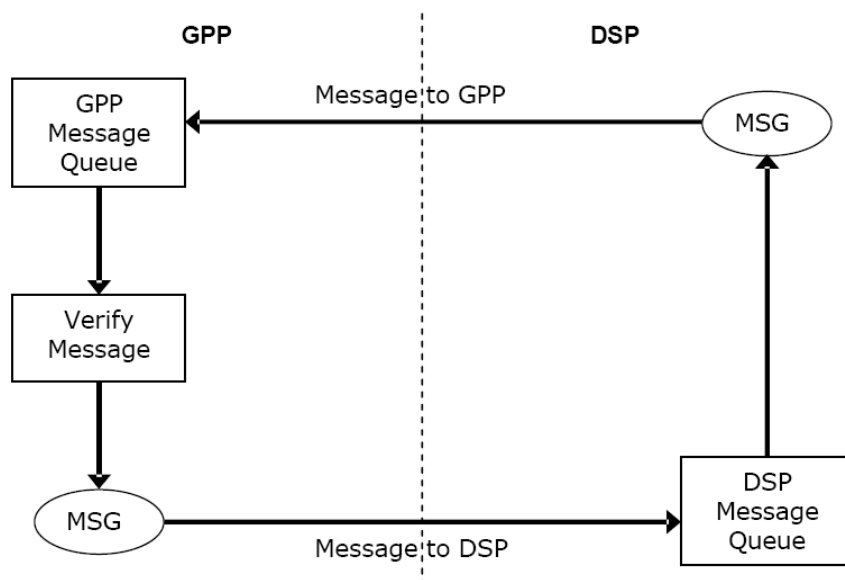 GPP
DSP
GPP
Message
Queue
Message to GPP
MSG
Verify
Message
MSG
Message to DSP
DSP
Message
Queue